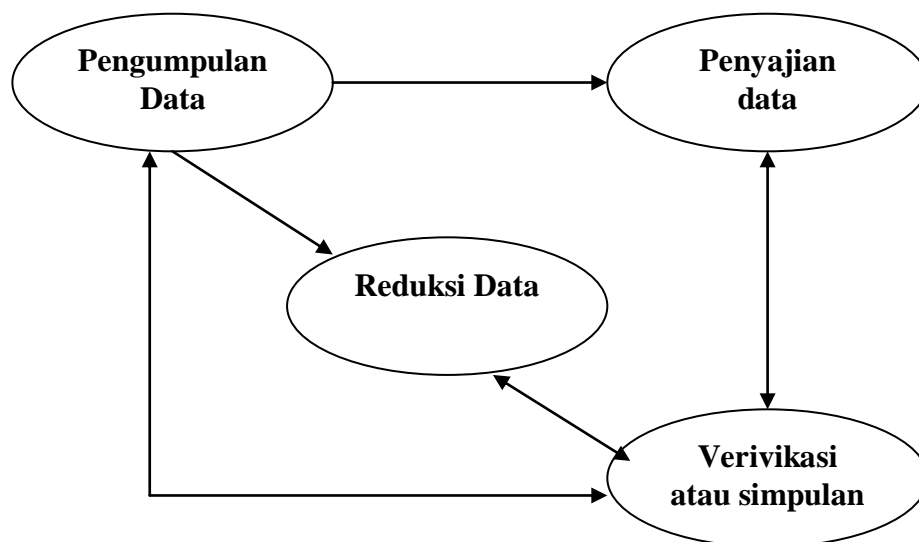 Pengumpulan
Data
Penyajian
data
Reduksi Data
Verivikasi
atau simpulan